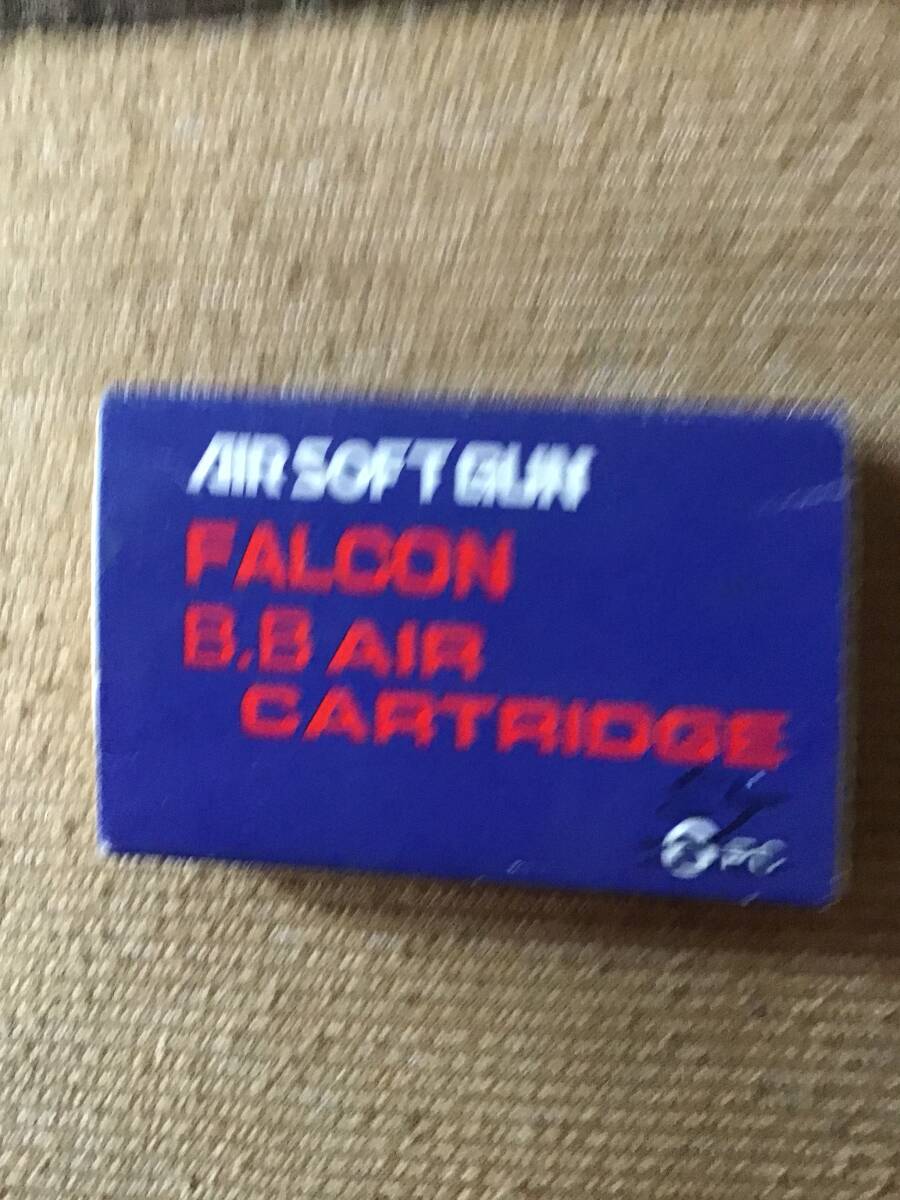 AIR SOFT GUN
FALCON
B.B AIR
CARTRIDGE